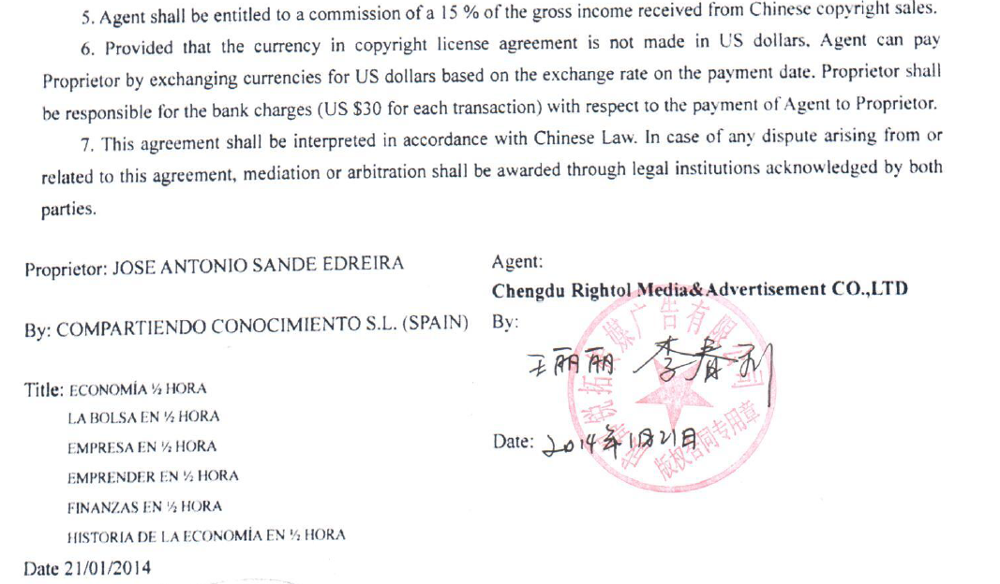 5. Agent shall be entitled to a commission of a 15 % of the gross income received from Chinese copyright sales.
6. Provided that the currency in copyright license agreement is not made in US dollars, Agent can pay
Proprietor by exchanging currencies for US dollars based on the exchange rate on the payment date. Proprietor shall
be responsible for the bank charges (US $30 for each transaction) with respect to the payment of Agent to Proprietor.
7. This agreement shall be interpreted in accordance with Chinese Law. In case of any dispute arising from or
related to this agreement, mediation or arbitration shall be awarded through legal institutions acknowledged by both
parties.
Proprietor: JOSE ANTONIO SANDE EDREIRA
By: COMPARTIENDO CONOCIMIENTO S.L. (SPAIN)
Title: ECONOMÍA ½ HORA
LA BOLSA EN ½ HORA
EMPRESA EN ½ HORA
EMPRENDER EN ½ HORA
FINANZAS EN ½ HORA
HISTORIA DE LA ECONOMÍA EN ½ HORA
Date 21/01/2014
Agent:
Chengdu Rightol Media&Advertisement CO.,LTD
By:
王丽丽 李春利
Date: 2014年1月21日
成都锐拓传媒广告有限公司
版权合同专用章